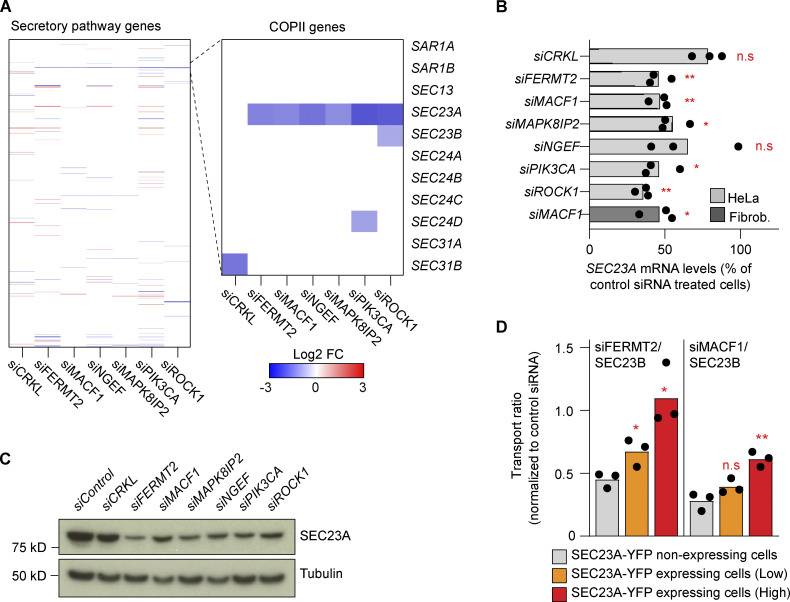 A
Secretory pathway genes
COPII genes
SAR1A
SAR1B
SEC13
SEC23A
SEC23B
SEC24A
SEC24B
SEC24C
SEC24D
SEC31A
SEC31B
siCRKL
siFERMT2
siMACF1
siNGEF
siMAPK8IP2
siPIK3CA
siROCK1
siCRKL
siFERMT2
siMACF1
siNGEF
siMAPK8IP2
siPIK3CA
siROCK1
Log2 FC
-3 0 3
B
siCRKL n.s
siFERMT2 **
siMACF1 **
siMAPK8IP2 *
siNGEF n.s
siPIK3CA *
siROCK1 **
siMACF1 *
HeLa
Fibrob.
0 50 100
SEC23A mRNA levels (% of
control siRNA treated cells)
C
siControl
siCRKL
siFERMT2
siMACF1
siMAPK8IP2
siNGEF
siPIK3CA
siROCK1
SEC23A
75 kD
50 kD
Tubulin
D
siFERMT2/
SEC23B
siMACF1/
SEC23B
Transport ratio
(normalized to control siRNA)
1.5
1.0
0.5
0
*
*
n.s
**
SEC23A-YFP non-expressing cells
SEC23A-YFP expressing cells (Low)
SEC23A-YFP expressing cells (High)